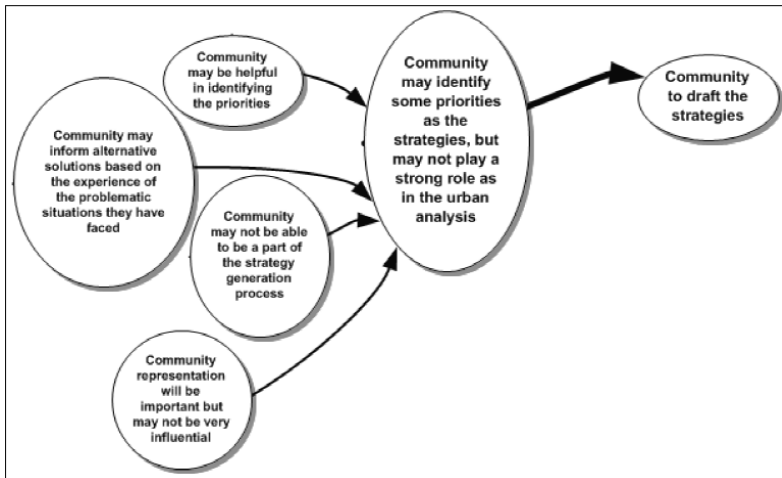 Community
may be helpful
in identifying
the priorities
Community may
inform alternative
solutions based on
the experience of
the problematic
situations they have
faced
Community
may not be able
to be a part of
the strategy
generation
process
Community
representation
will be
important but
may not be very
influential
Community
may identify
some priorities
as the
strategies, but
may not play a
strong role as
in the urban
analysis
Community
to draft the
strategies